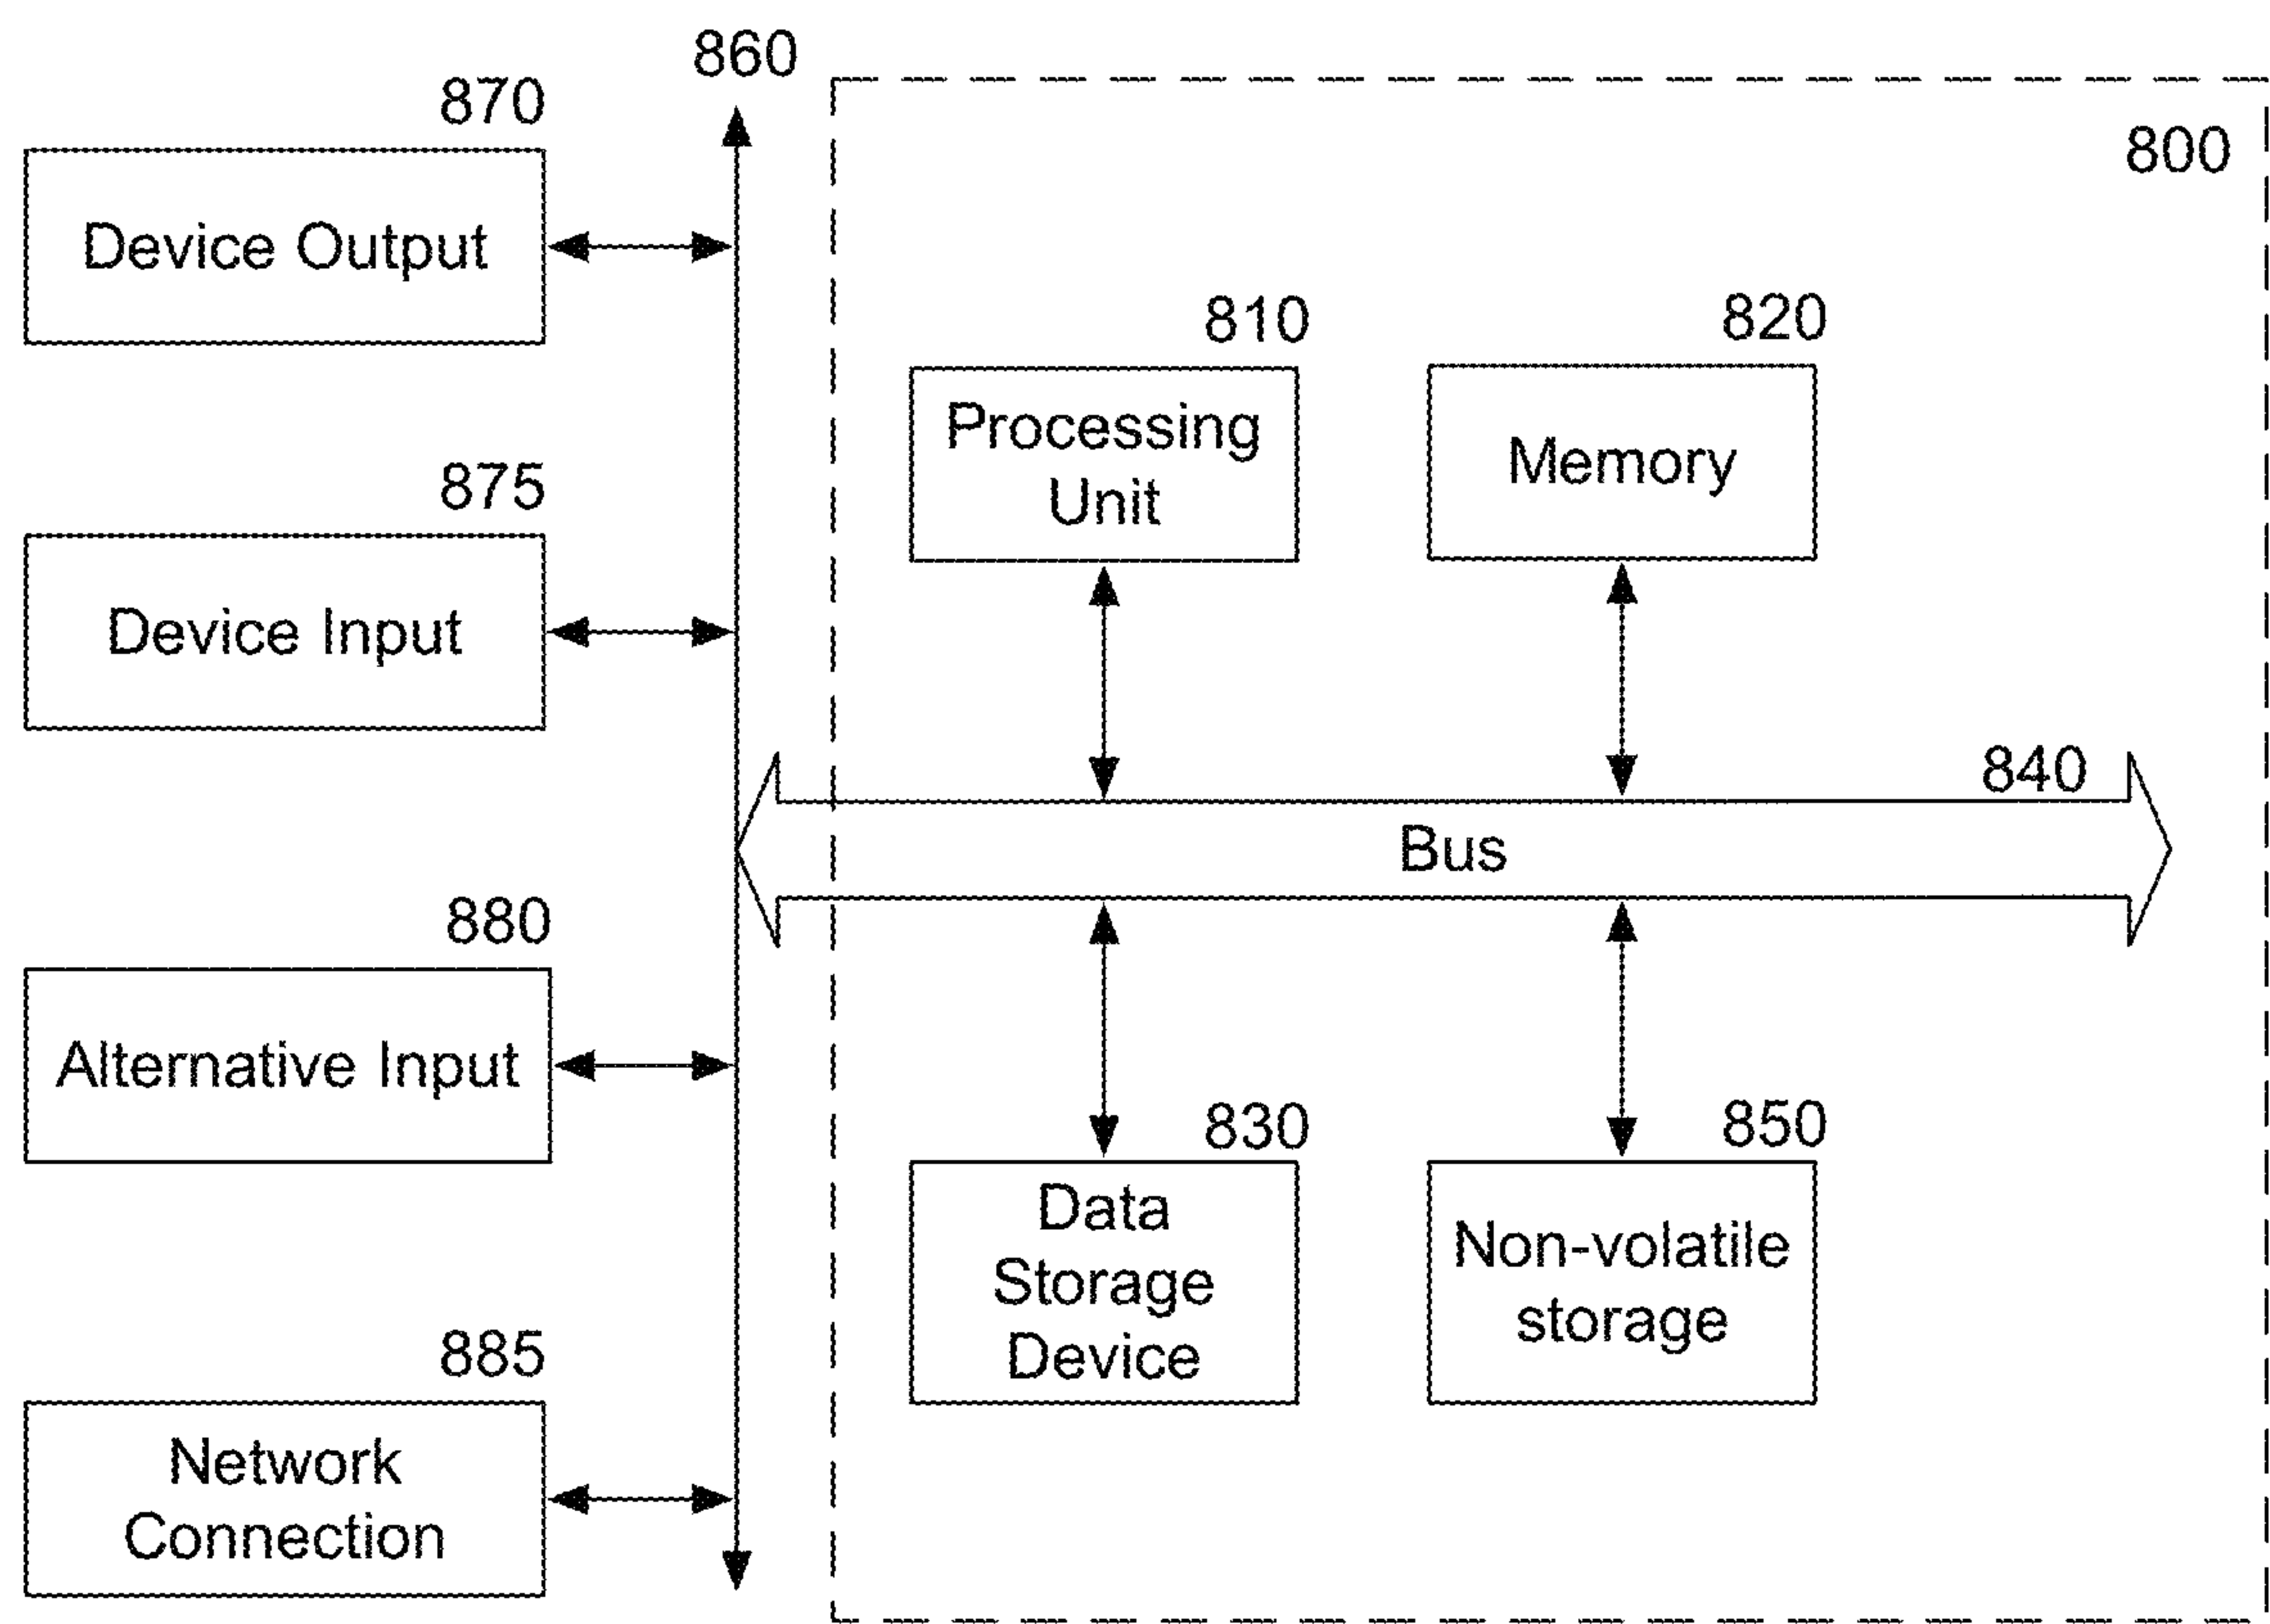 860
870
800
Device Output
810
820
Processing
Unit
Memory
875
Device Input
840
Bus
880
Alternative Input
830
850
Data
Storage
Device
Non-volatile
storage
885
Network
Connection